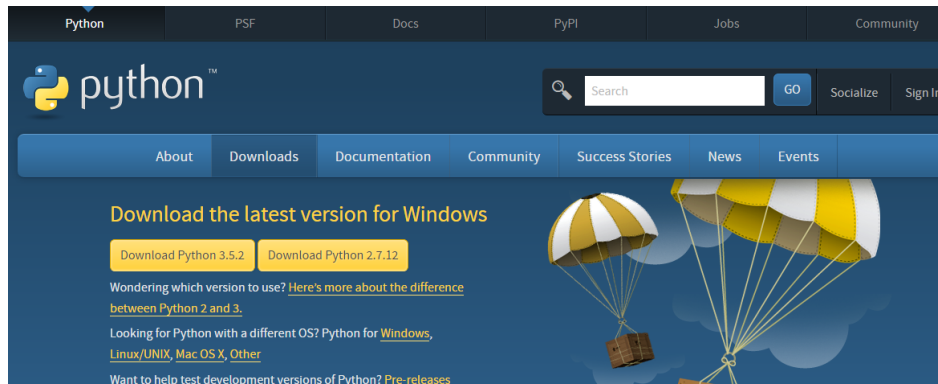 Python PSF Docs PyPI Jobs Community
python™
Search GO Socialize Sign In
About Downloads Documentation Community Success Stories News Events
Download the latest version for Windows
Download Python 3.5.2 Download Python 2.7.12
Wondering which version to use? Here's more about the difference
between Python 2 and 3.
Looking for Python with a different OS? Python for Windows,
Linux/UNIX, Mac OS X, Other
Want to help test development versions of Python? Pre-releases